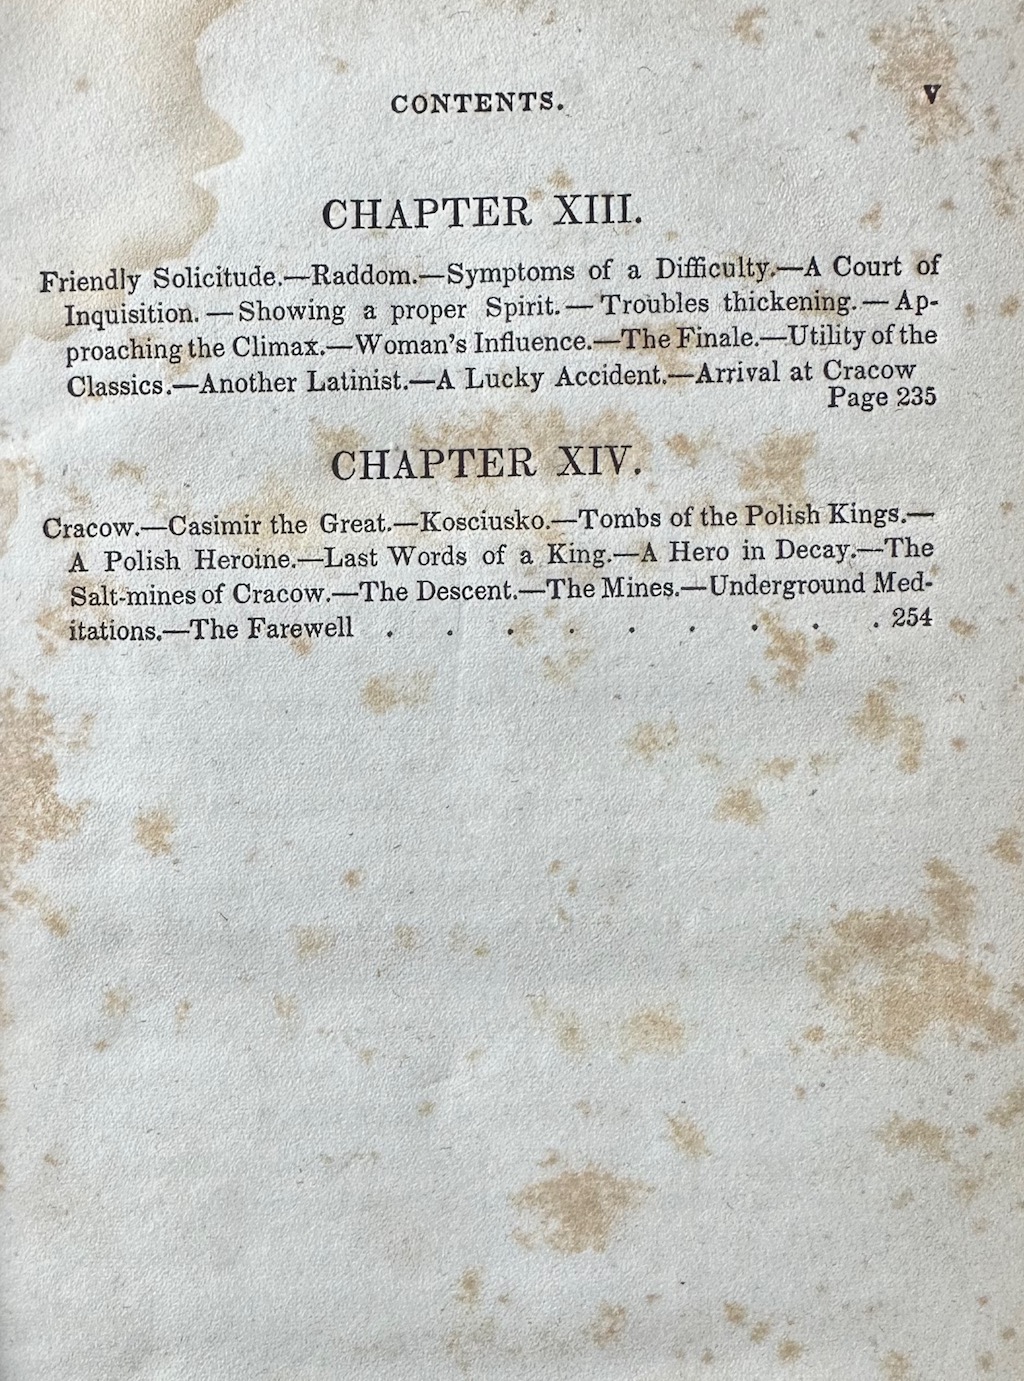 CONTENTS. V
CHAPTER XIII.
Friendly Solicitude.—Raddom.—Symptoms of a Difficulty.—A Court of
Inquisition.—Showing a proper Spirit.—Troubles thickening.—Ap-
proaching the Climax.—Woman's Influence.—The Finale.—Utility of the
Classics.—Another Latinist.—A Lucky Accident.—Arrival at Cracow
Page 235
CHAPTER XIV.
Cracow.—Casimir the Great.—Kosciusko.—Tombs of the Polish Kings.—
A Polish Heroine.—Last Words of a King.—A Hero in Decay.—The
Salt-mines of Cracow.—The Descent.—The Mines.—Underground Med-
itations.—The Farewell . . . . . . . . . 254